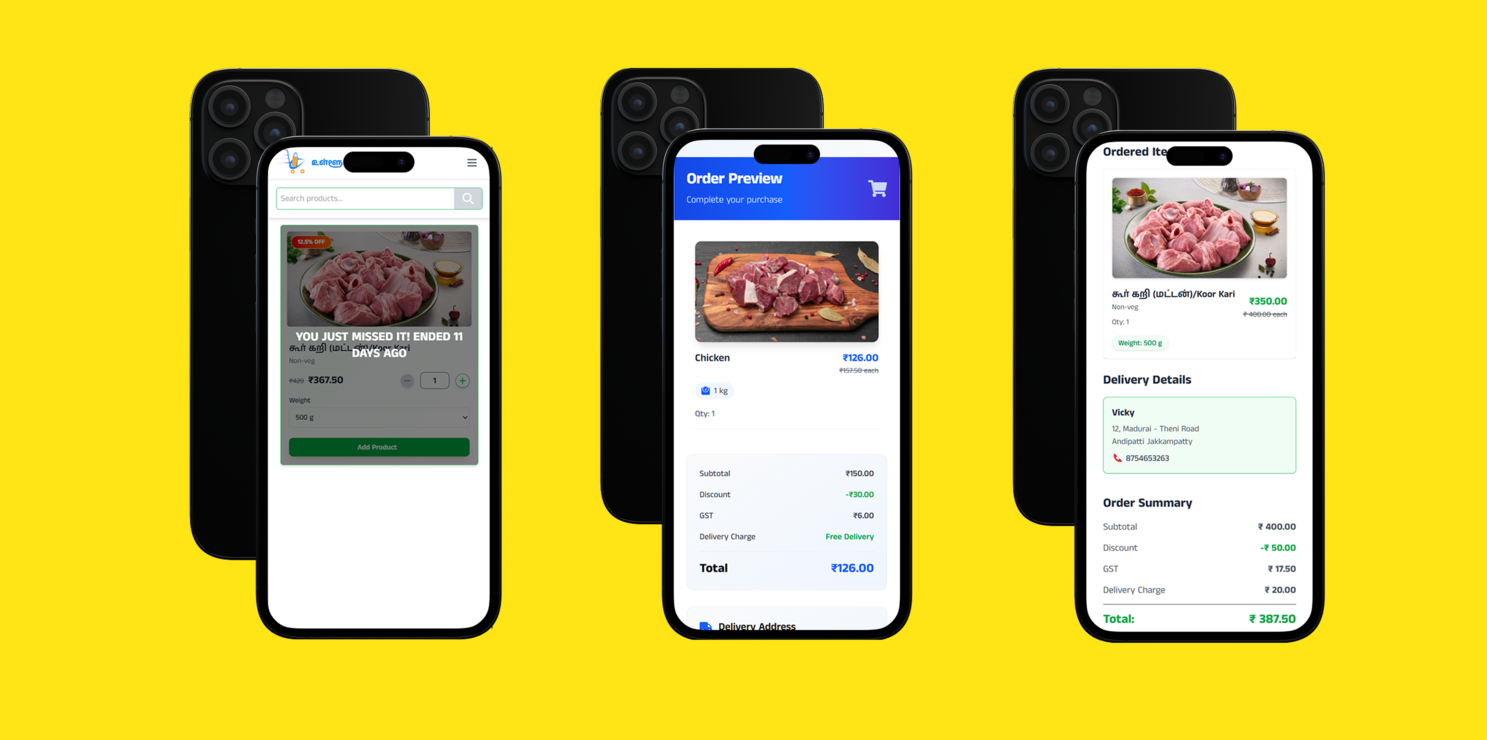 உள்ளூ
Search products...
12.5% OFF
YOU JUST MISSED IT! ENDED 11
DAYS AGO
கூர் கறி (மட்டன்)/Koor Kari
Non-veg
₹420 ₹367.50
1
Weight
500 g
Add Product
Order Preview
Complete your purchase
Chicken
₹126.00
₹157.50 each
1 kg
Qty: 1
Subtotal ₹150.00
Discount -₹30.00
GST ₹6.00
Delivery Charge Free Delivery
Total ₹126.00
Delivery Address
Ordered Ite
கூர் கறி (மட்டன்)/Koor Kari
₹350.00
Non-veg
₹ 400.00 each
Qty: 1
Weight: 500 g
Delivery Details
Vicky
12, Madurai - Theni Road
Andipatti Jakkampatty
8754653263
Order Summary
Subtotal ₹ 400.00
Discount -₹ 50.00
GST ₹ 17.50
Delivery Charge ₹ 20.00
Total: ₹ 387.50